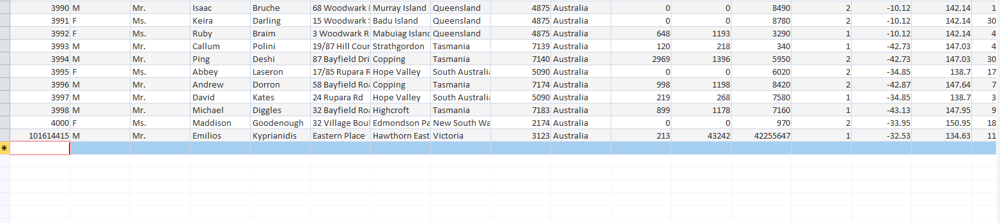 3990 M Mr. Isaac Bruche 68 Woodwark Murray Island Queensland 4875 Australia 0 0 8490 2 -10.12 142.14 1
3991 F Ms. Keira Darling 15 Woodwark Badu Island Queensland 4875 Australia 0 0 8780 2 -10.12 142.14 30
3992 F Ms. Ruby Braim 3 Woodwark R Mabuiag Islanc Queensland 4875 Australia 648 1193 3290 1 -10.12 142.14 4
3993 M Mr. Callum Polini 19/87 Hill Cour Strathgordon Tasmania 7139 Australia 120 218 340 1 -42.73 147.03 4
3994 M Mr. Ping Deshi 87 Bayfield Dri Copping Tasmania 7140 Australia 2969 1396 5950 2 -42.73 147.03 30
3995 F Ms. Abbey Laseron 17/85 Rupara R Hope Valley South Australi 5090 Australia 0 0 6020 2 -34.85 138.7 17
3996 M Mr. Andrew Dorron 58 Bayfield Roa Copping Tasmania 7174 Australia 998 1198 8420 2 -42.87 147.64 7
3997 M Mr. David Kates 24 Rupara Rd Hope Valley South Australi 5090 Australia 219 268 7580 1 -34.85 138.7 3
3998 M Mr. Michael Diggles 32 Bayfield Roa Highcroft Tasmania 7183 Australia 899 1178 7160 1 -43.13 147.95 9
4000 F Ms. Maddison Goodenough 32 Village Boul Edmondson Pa New South Wa 2174 Australia 0 0 970 2 -33.95 150.95 18
101614415 M Mr. Emilios Kyprianidis Eastern Place Hawthorn East Victoria 3123 Australia 213 43242 42255647 1 -32.53 134.63 11